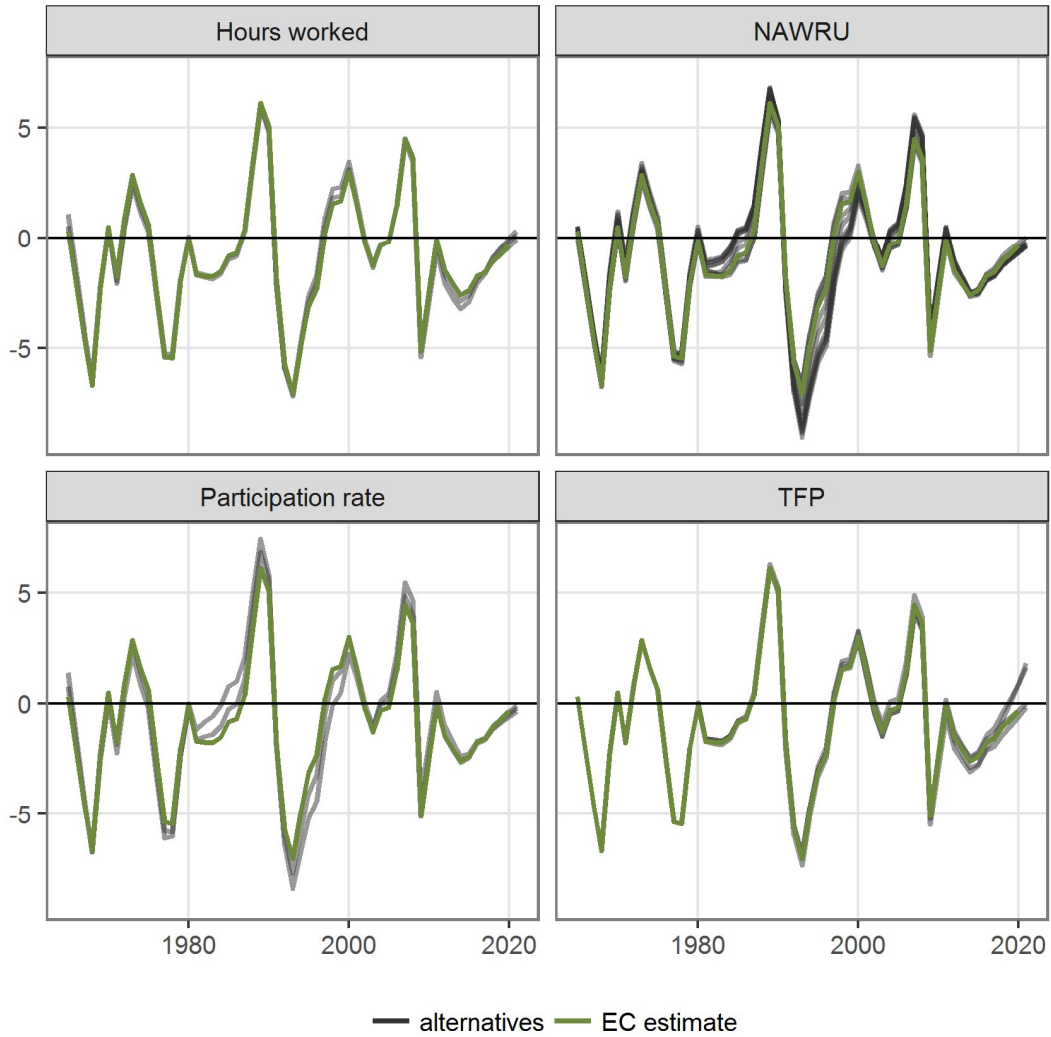 Hours worked
NAWRU
5
0
-5
Participation rate
TFP
5
0
-5
1980 2000 2020 1980 2000 2020
alternatives EC estimate